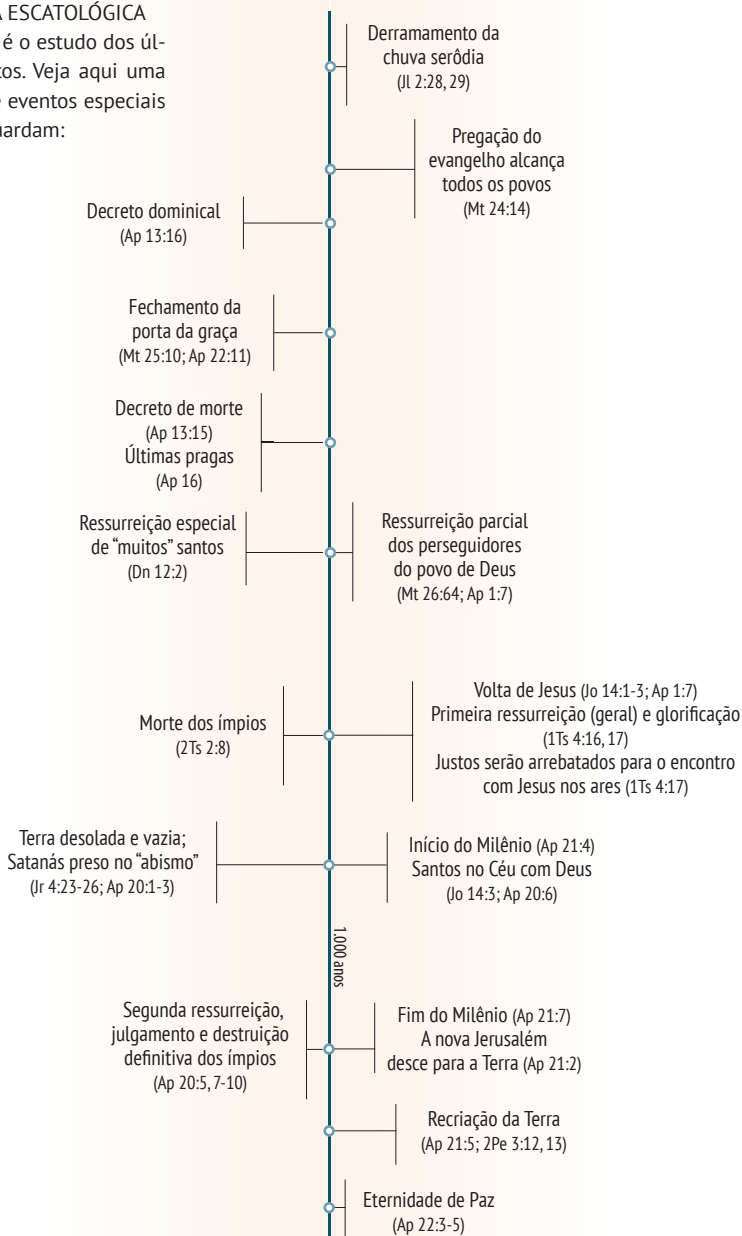 A ESCATOLÓGICA
é o estudo dos úl-
tos. Veja aqui uma
e eventos especiais
uardam:
Derramamento da
chuva serôdia
(Jl 2:28, 29)
Pregação do
evangelho alcança
todos os povos
(Mt 24:14)
Decreto dominical
(Ap 13:16)
Fechamento da
porta da graça
(Mt 25:10; Ap 22:11)
Decreto de morte
(Ap 13:15)
Últimas pragas
(Ap 16)
Ressurreição especial
de “muitos” santos
(Dn 12:2)
Ressurreição parcial
dos perseguidores
do povo de Deus
(Mt 26:64; Ap 1:7)
Morte dos ímpios
(2Ts 2:8)
Volta de Jesus (Jo 14:1-3; Ap 1:7)
Primeira ressurreição (geral) e glorificação
(1Ts 4:16, 17)
Justos serão arrebatados para o encontro
com Jesus nos ares (1Ts 4:17)
Terra desolada e vazia;
Satanás preso no “abismo”
(Jr 4:23-26; Ap 20:1-3)
Início do Milênio (Ap 21:4)
Santos no Céu com Deus
(Jo 14:3; Ap 20:6)
1.000 anos
Segunda ressurreição,
julgamento e destruição
definitiva dos ímpios
(Ap 20:5, 7-10)
Fim do Milênio (Ap 21:7)
A nova Jerusalém
desce para a Terra (Ap 21:2)
Recriação da Terra
(Ap 21:5; 2Pe 3:12, 13)
Eternidade de Paz
(Ap 22:3-5)